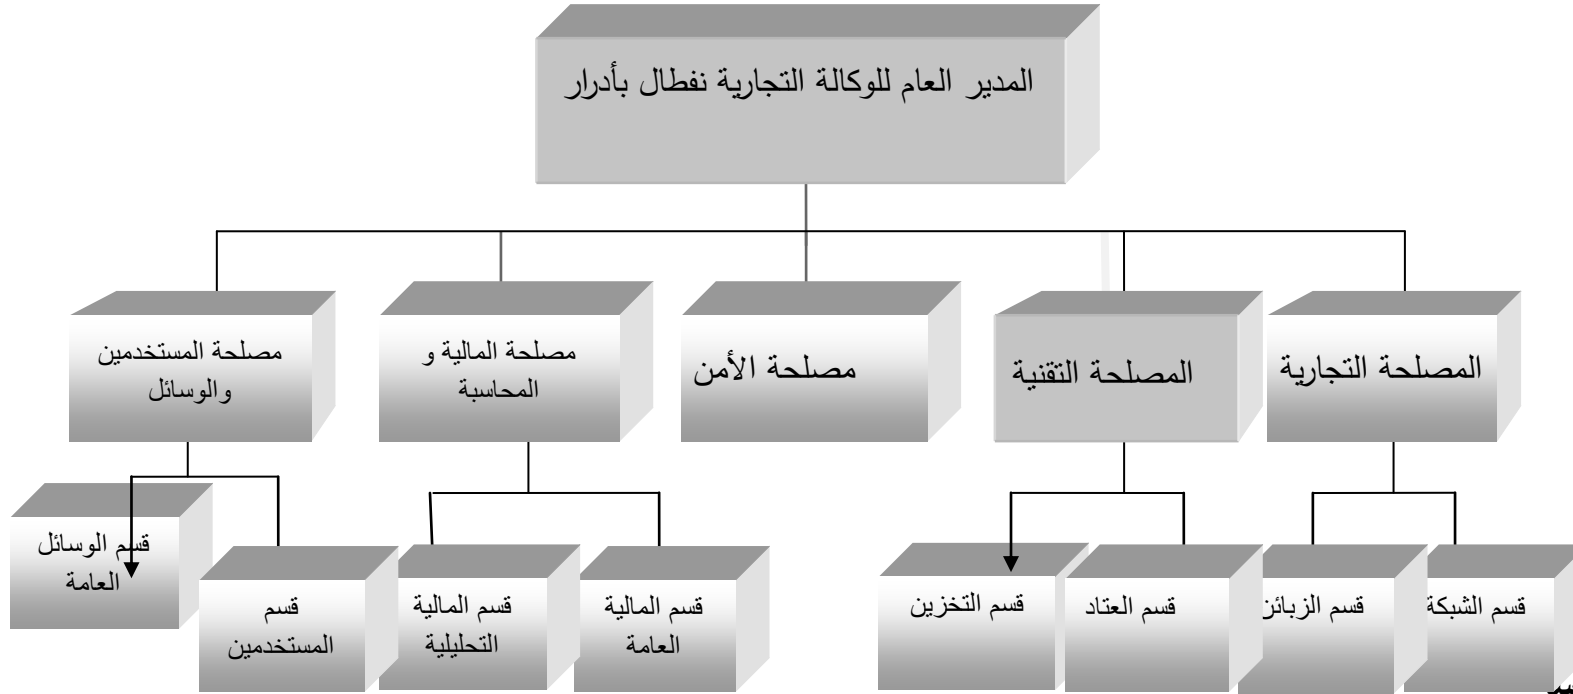 المدير العام للوكالة التجارية نفطال بأدرار
المصلحة التجارية
المصلحة التقنية
مصلحة الأمن
مصلحة المالية و
المحاسبة
مصلحة المستخدمين
والوسائل
قسم الشبكة
قسم الزبائن
قسم العتاد
قسم التخزين
قسم المالية
العامة
قسم المالية
التحليلية
قسم
المستخدمين
قسم الوسائل
العامة